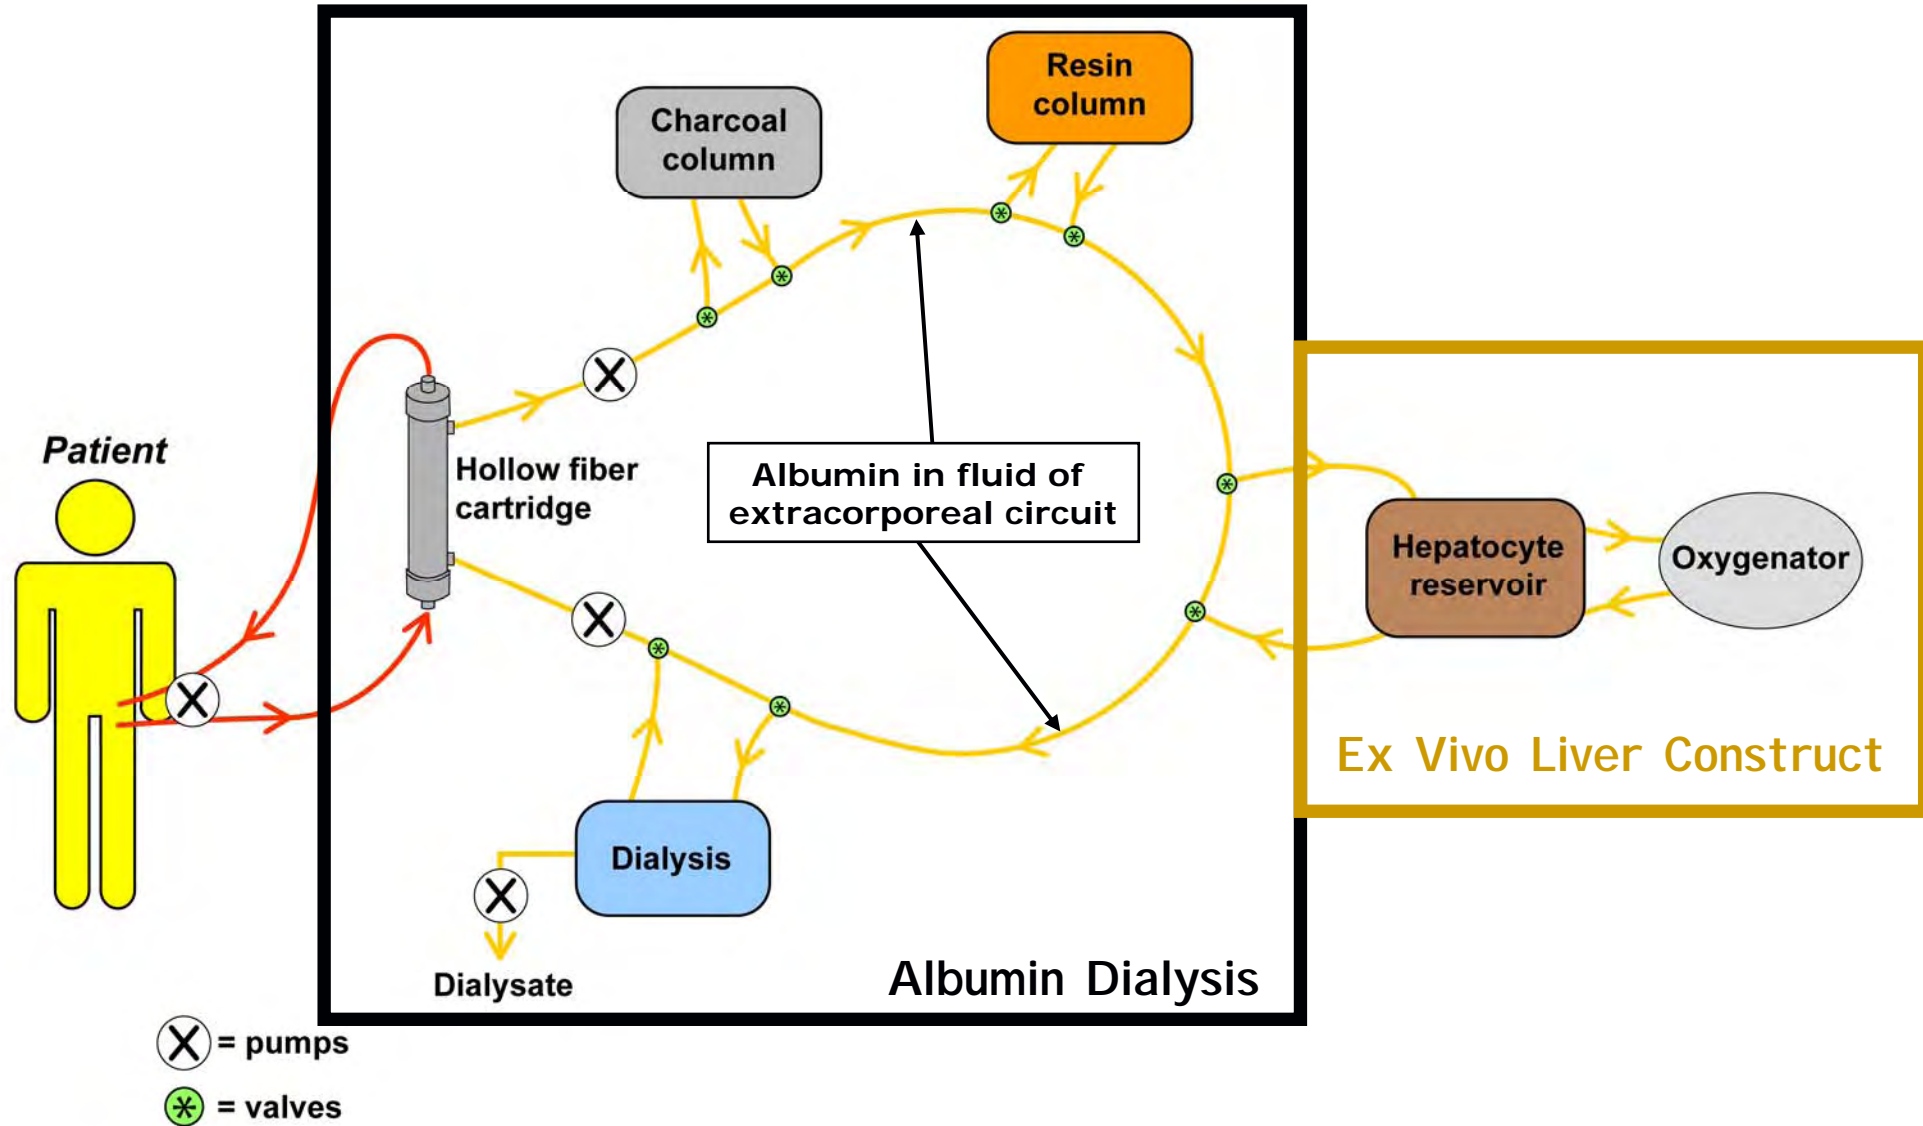 Resin
column
Charcoal
column
Patient
Hollow fiber
cartridge
Albumin in fluid of
extracorporeal circuit
Hepatocyte
reservoir
Oxygenator
Ex Vivo Liver Construct
Dialysis
Dialysate
Albumin Dialysis
= pumps
= valves